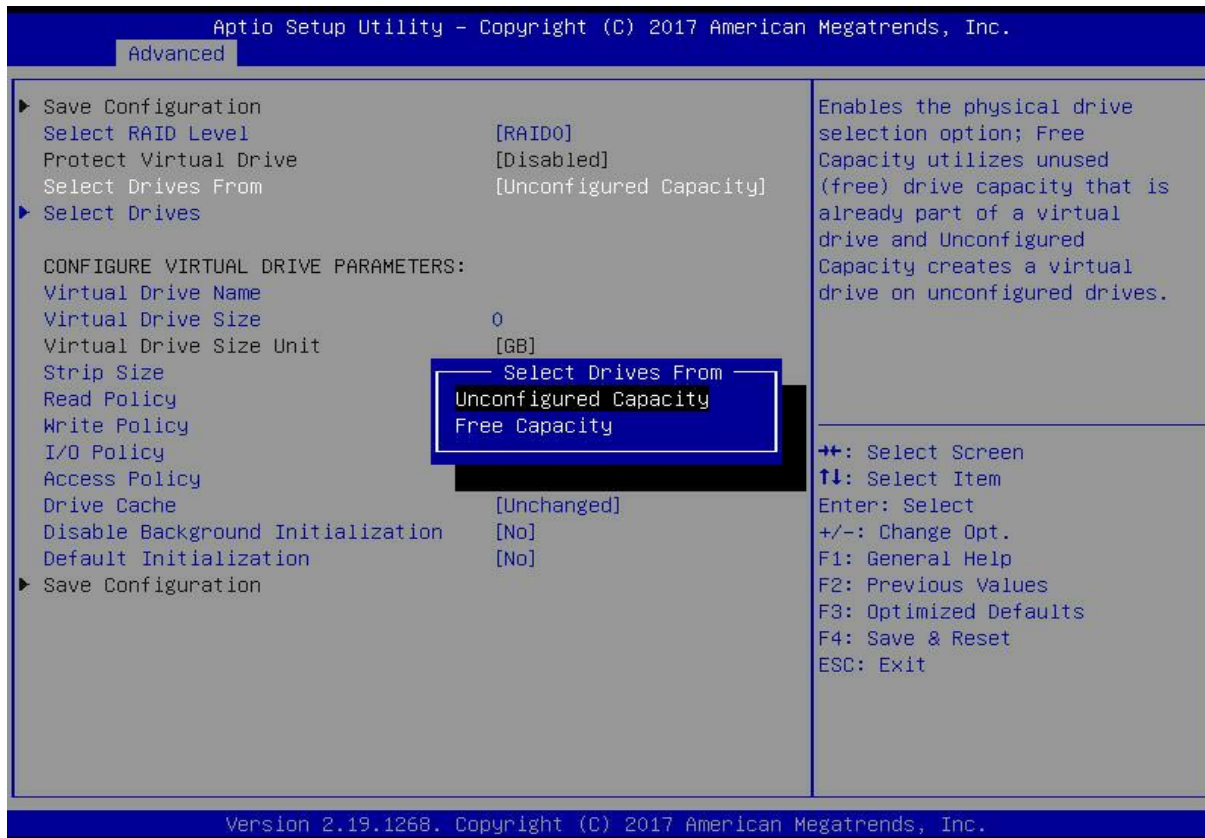 Aptio Setup Utility – Copyright (C) 2017 American Megatrends, Inc.
Advanced
Save Configuration
Select RAID Level [RAID0]
Protect Virtual Drive [Disabled]
Select Drives From [Unconfigured Capacity]
Select Drives
CONFIGURE VIRTUAL DRIVE PARAMETERS:
Virtual Drive Name
Virtual Drive Size 0
Virtual Drive Size Unit [GB]
Strip Size
Read Policy
Write Policy
I/O Policy
Access Policy
Drive Cache [Unchanged]
Disable Background Initialization [No]
Default Initialization [No]
Save Configuration
Select Drives From
Unconfigured Capacity
Free Capacity
Enables the physical drive
selection option; Free
Capacity utilizes unused
(free) drive capacity that is
already part of a virtual
drive and Unconfigured
Capacity creates a virtual
drive on unconfigured drives.
→←: Select Screen
↑↓: Select Item
Enter: Select
+/-: Change Opt.
F1: General Help
F2: Previous Values
F3: Optimized Defaults
F4: Save & Reset
ESC: Exit
Version 2.19.1268. Copyright (C) 2017 American Megatrends, Inc.